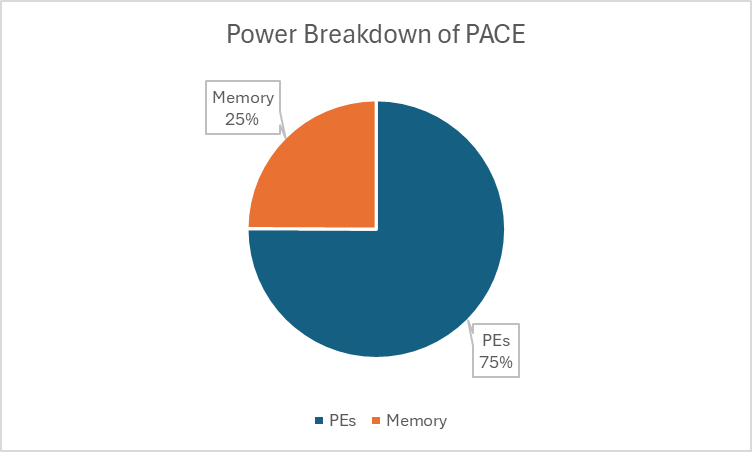 Power Breakdown of PACE
Memory
25%
PEs
75%
PEs
Memory